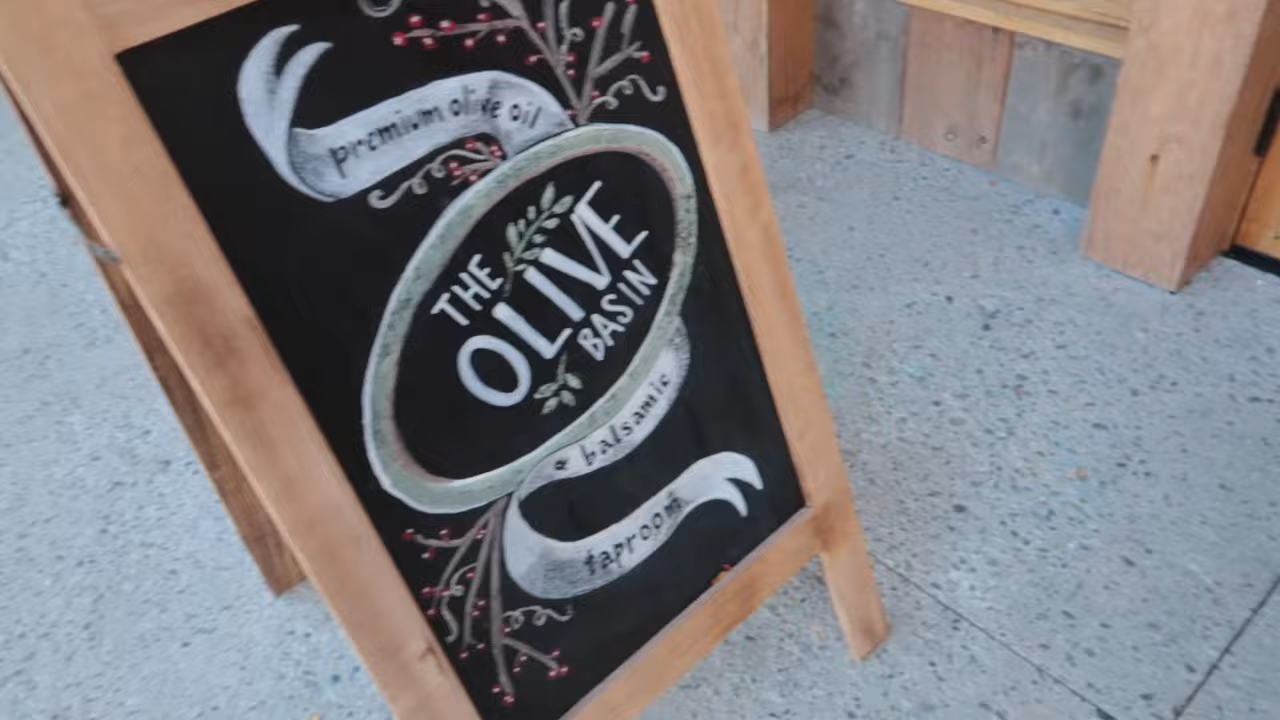 premium olive oil
THE
OLIVE
BASIN
& balsamic
taproom